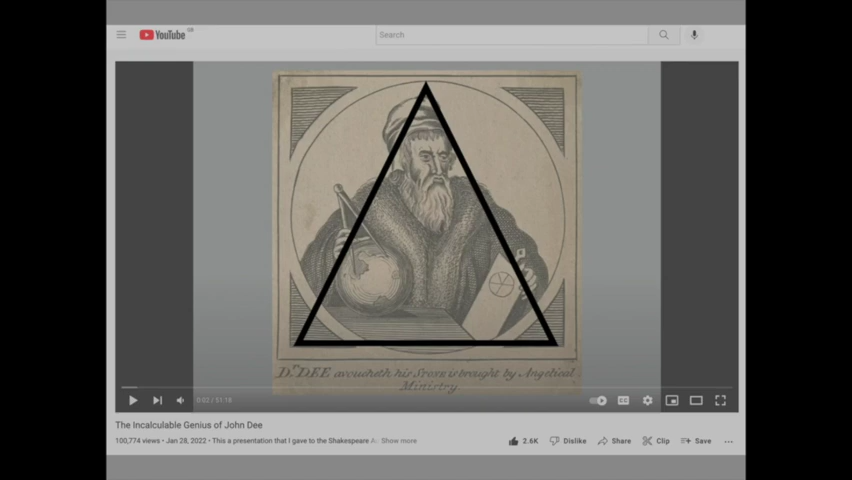 YouTube GB
Search
Dr DEE avoucheth his Stone is brought by Angelical
Ministry.
0:02 / 51:18
CC
The Incalculable Genius of John Dee
100,774 views • Jan 28, 2022 • This a presentation that I gave to the Shakespeare A Show more
2.6K Dislike Share Clip Save ...